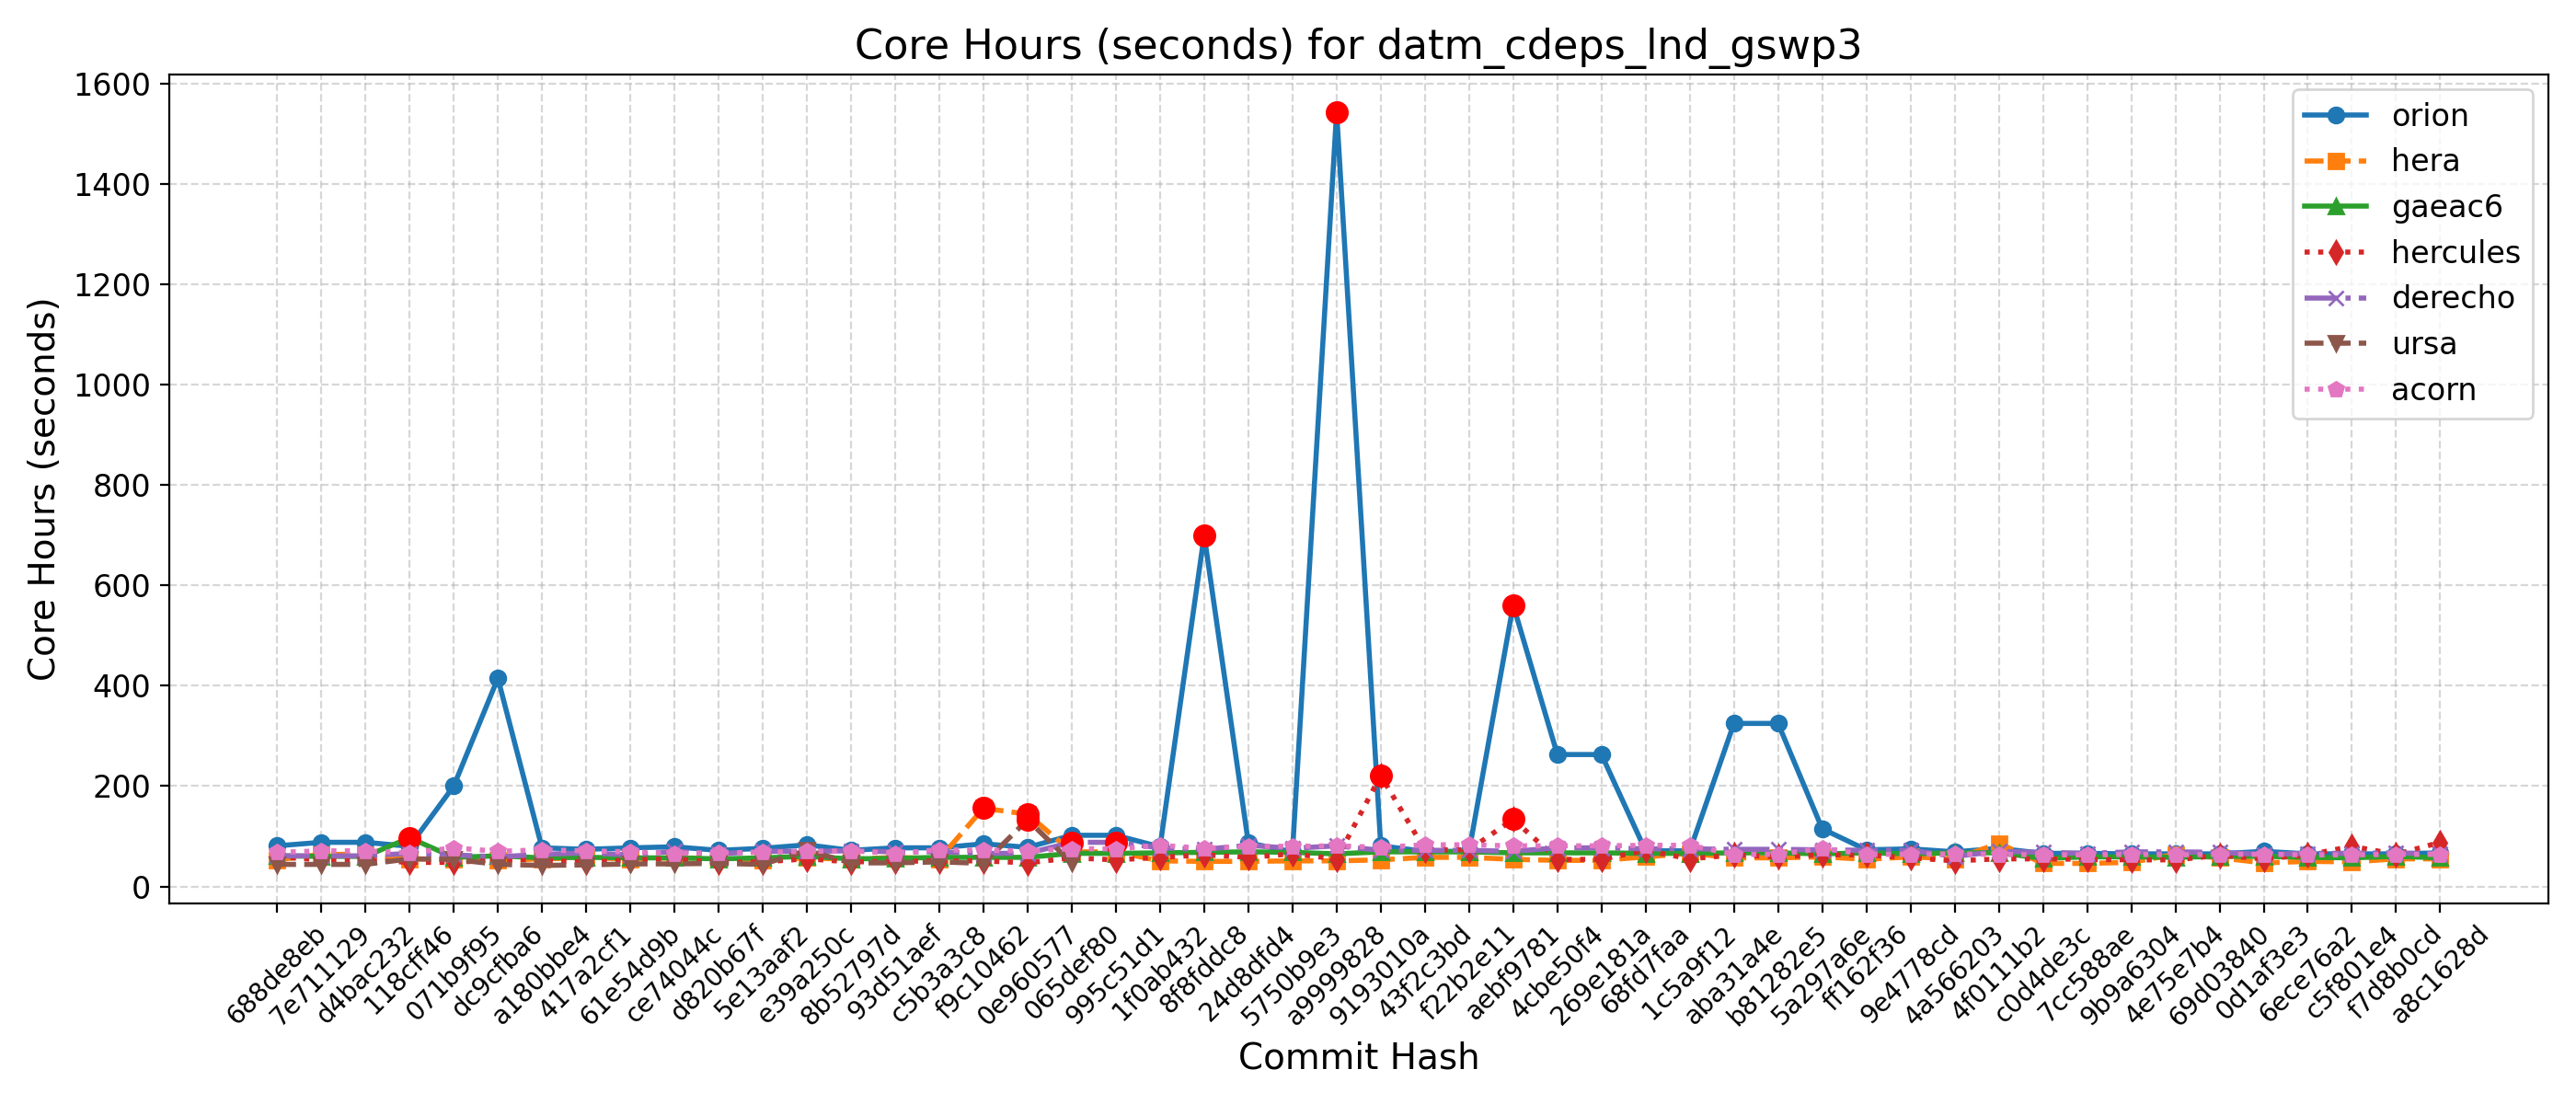 Core Hours (seconds) for datm_cdeps_lnd_gswp3
Core Hours (seconds)
1600
1400
1200
1000
800
600
400
200
0
orion
hera
gaeac6
hercules
derecho
ursa
acorn
688de8eb
7e711129
d4bac232
118cff46
071b9f95
dc9cfba6
a180bbe4
417a2cf1
61e54d9b
ce74044c
d820b67f
5e13aaf2
e39a250c
8b52797d
93d51aef
c5b3a3c8
f9c10462
0e960577
065def80
995c51d1
1f0ab432
8f8fddc8
24d8dfd4
5750b9e3
a9999828
9193010a
43f2c3bd
f22b2e11
aebf9781
4cbe50f4
269e181a
68fd7faa
1c5a9f12
aba31a4e
b81282e5
5a297a6e
ff162f36
9e4778cd
4a566203
4f0111b2
c0d4de3c
7cc588ae
9b9a6304
4e75e7b4
69d03840
0d1af3e3
6ece76a2
c5f801e4
f7d8b0cd
a8c1628d
Commit Hash